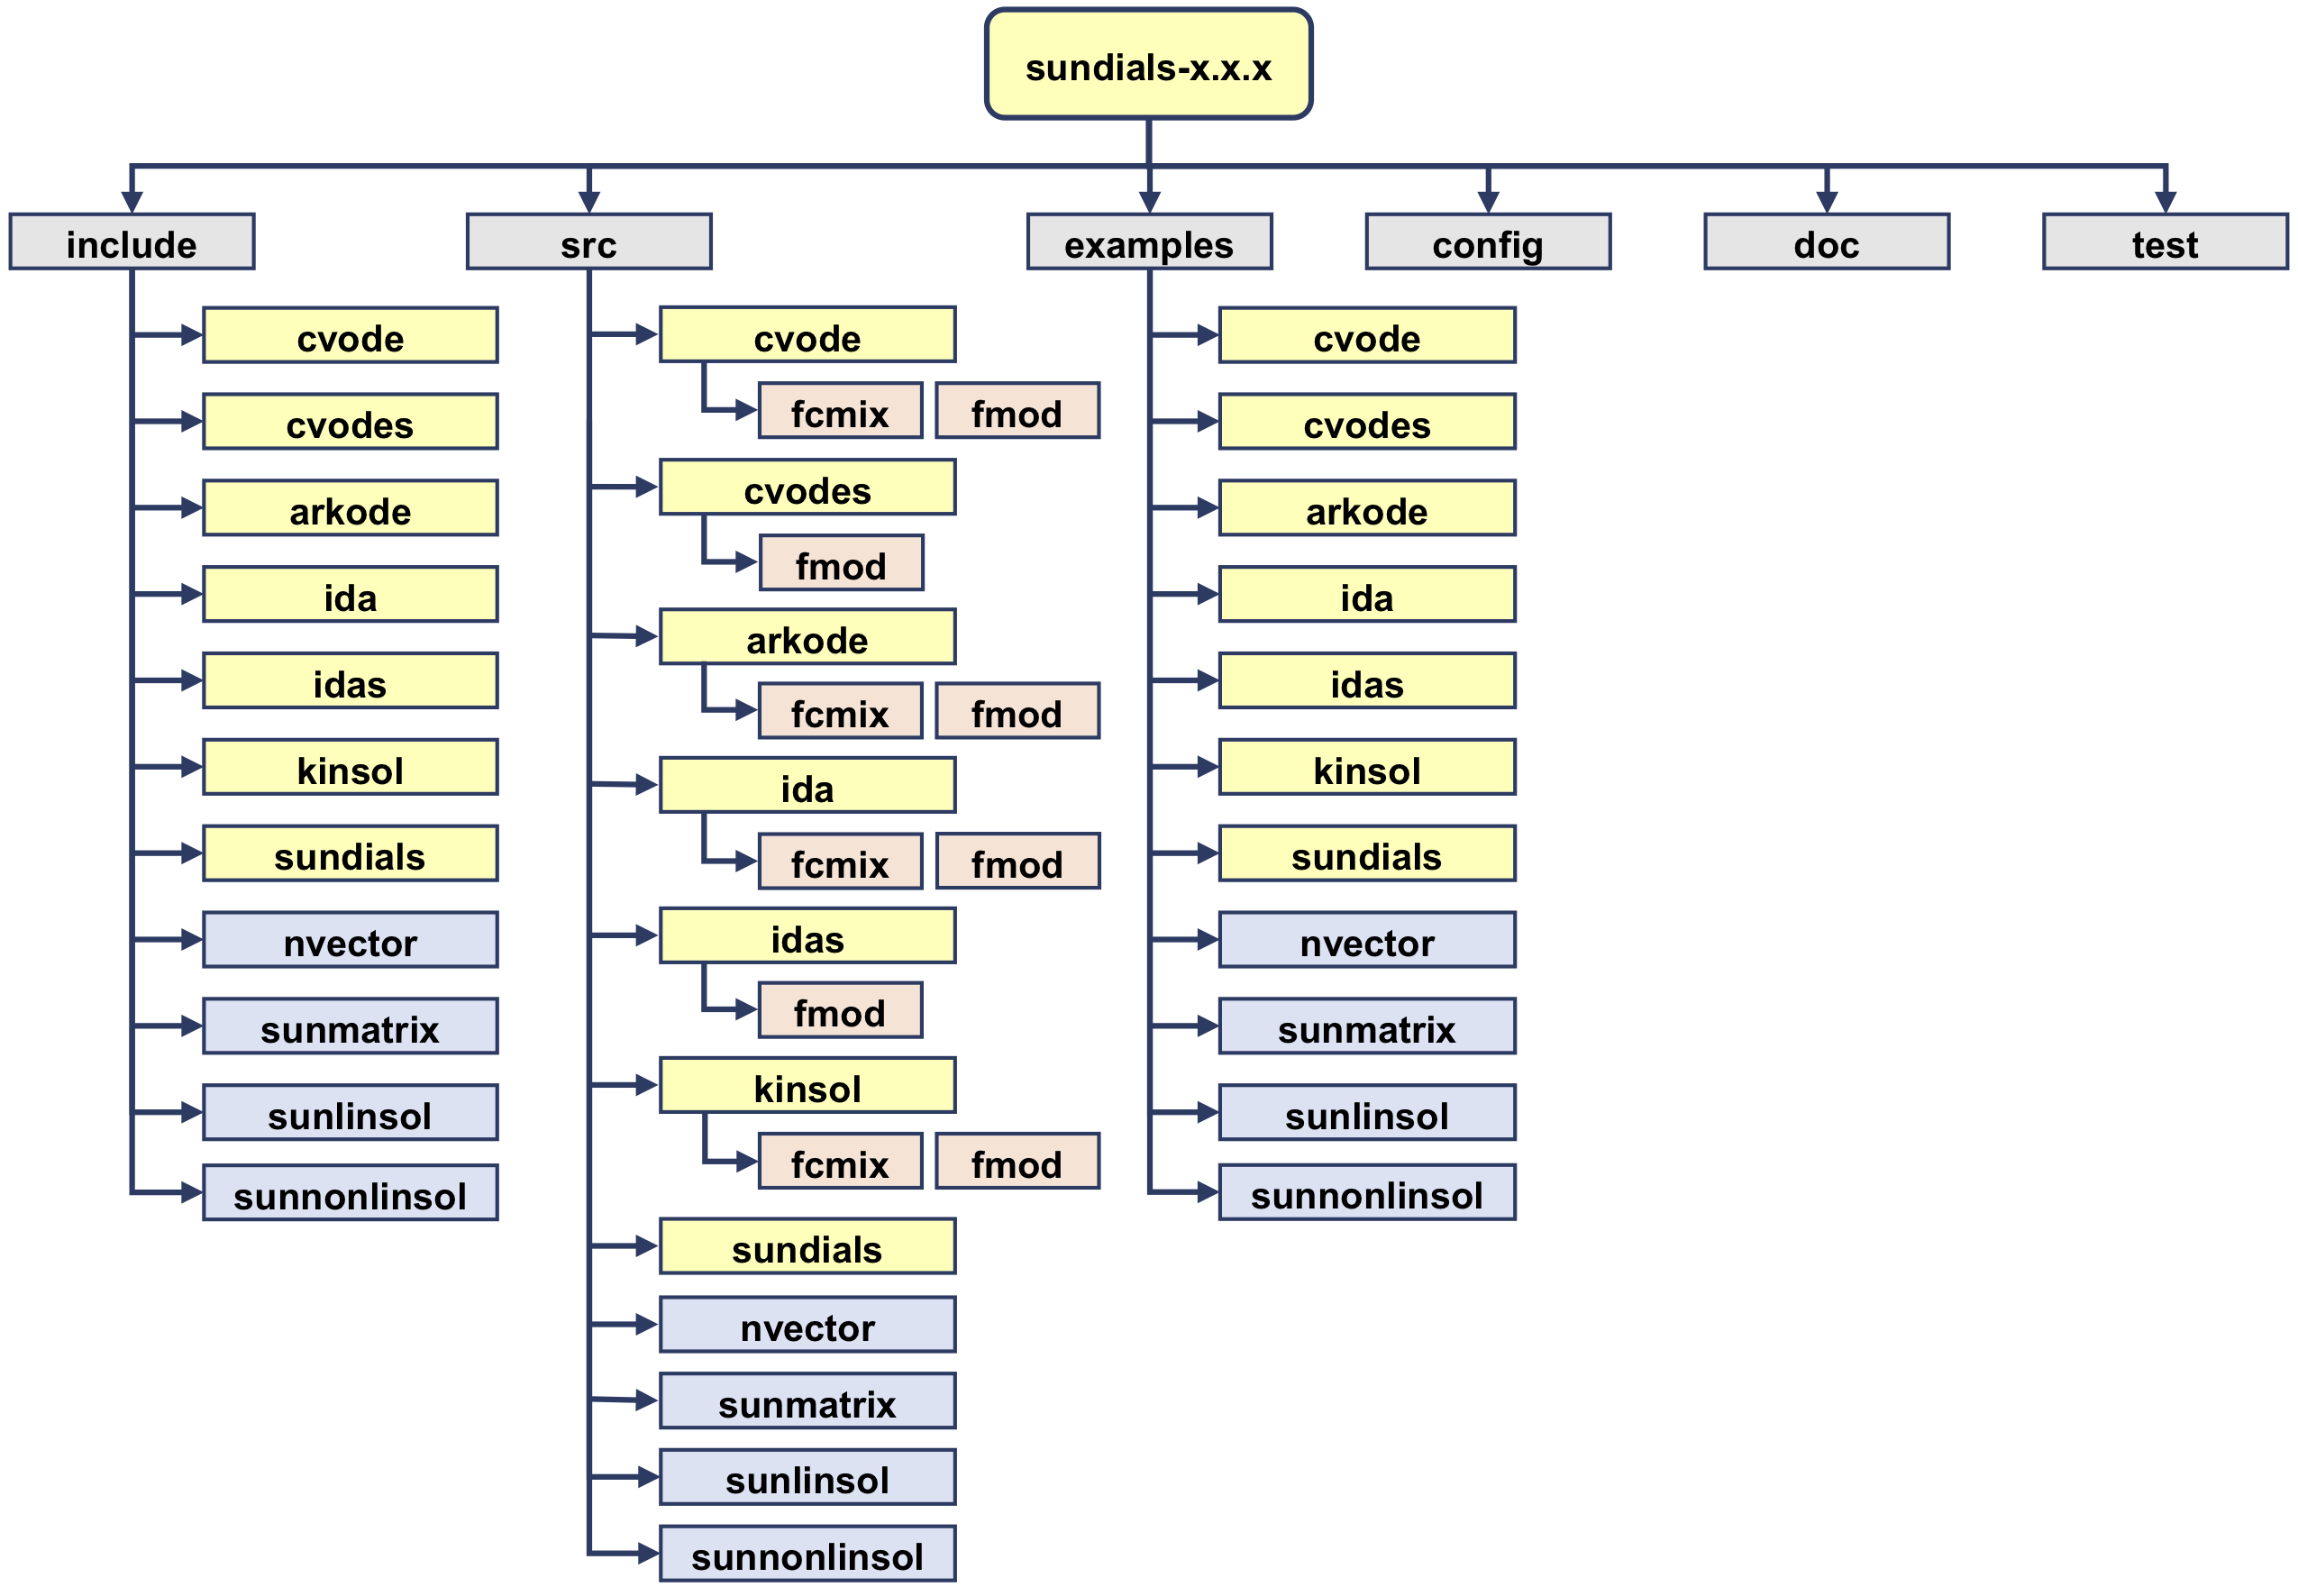 sundials-x.x.x
include
src
examples
config
doc
test
cvode
cvodes
arkode
ida
idas
kinsol
sundials
nvector
sunmatrix
sunlinsol
sunnonlinsol
cvode
fcmix fmod
cvodes
fmod
arkode
fcmix fmod
ida
fcmix fmod
idas
fmod
kinsol
fcmix fmod
sundials
nvector
sunmatrix
sunlinsol
sunnonlinsol
cvode
cvodes
arkode
ida
idas
kinsol
sundials
nvector
sunmatrix
sunlinsol
sunnonlinsol